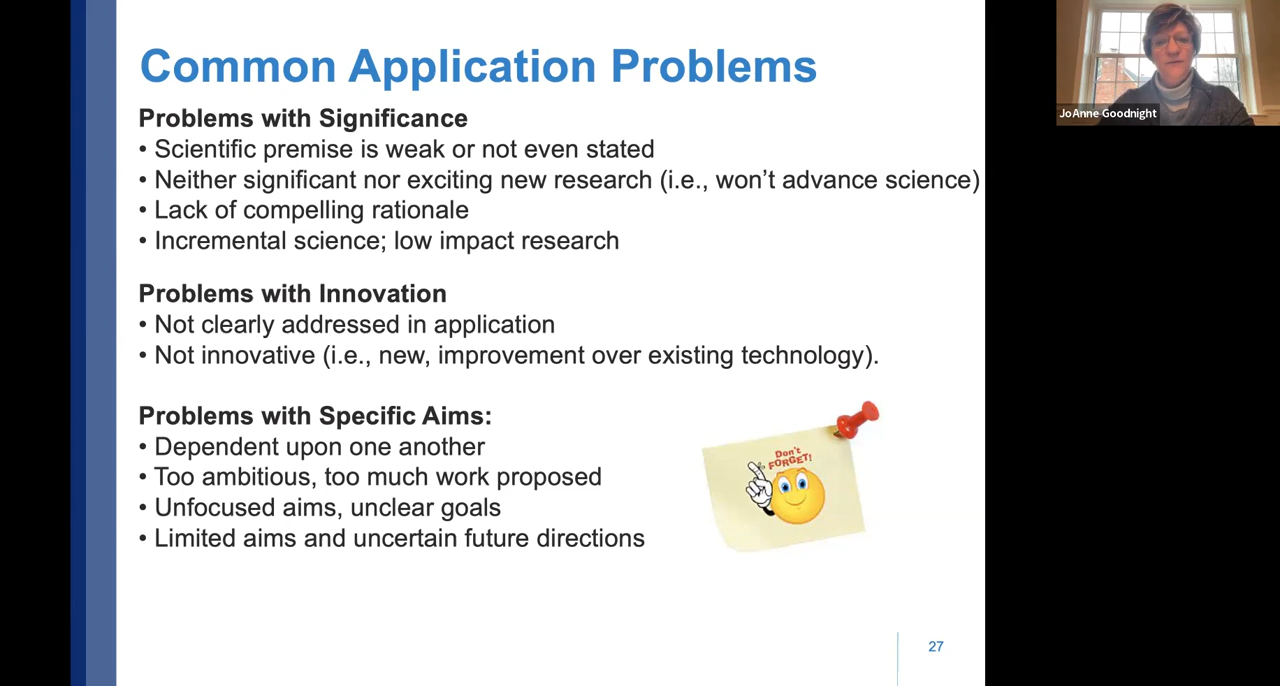 Common Application Problems
JoAnne Goodnight
Problems with Significance
• Scientific premise is weak or not even stated
• Neither significant nor exciting new research (i.e., won’t advance science)
• Lack of compelling rationale
• Incremental science; low impact research
Problems with Innovation
• Not clearly addressed in application
• Not innovative (i.e., new, improvement over existing technology).
Problems with Specific Aims:
• Dependent upon one another
• Too ambitious, too much work proposed
• Unfocused aims, unclear goals
• Limited aims and uncertain future directions
Don't
FORGET!
27